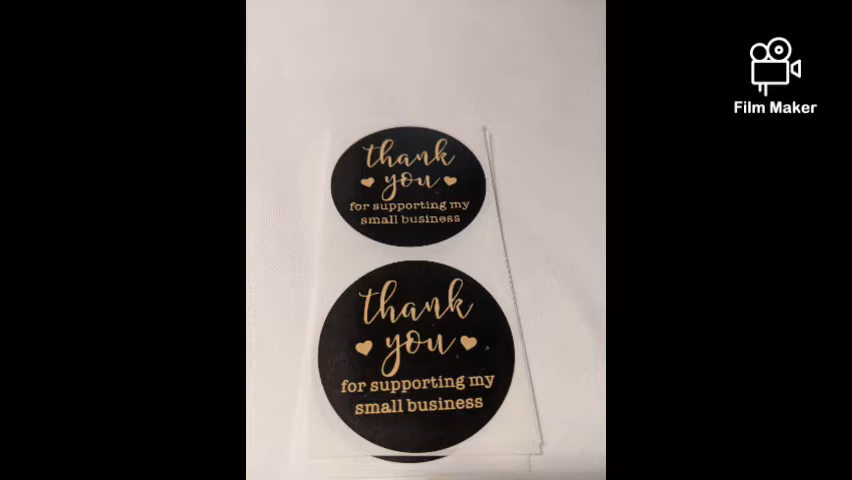 Film Maker
thank
you
for supporting my
small business
thank
you
for supporting my
small business